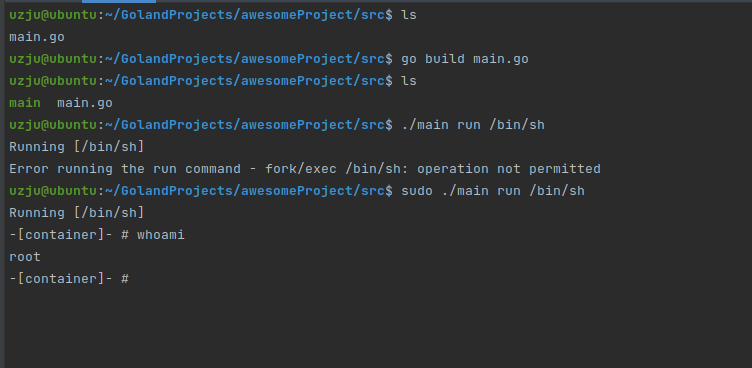 uzju@ubuntu:~/GolandProjects/awesomeProject/src$ ls
main.go
uzju@ubuntu:~/GolandProjects/awesomeProject/src$ go build main.go
uzju@ubuntu:~/GolandProjects/awesomeProject/src$ ls
main  main.go
uzju@ubuntu:~/GolandProjects/awesomeProject/src$ ./main run /bin/sh
Running [/bin/sh]
Error running the run command - fork/exec /bin/sh: operation not permitted
uzju@ubuntu:~/GolandProjects/awesomeProject/src$ sudo ./main run /bin/sh
Running [/bin/sh]
-[container]- # whoami
root
-[container]- #